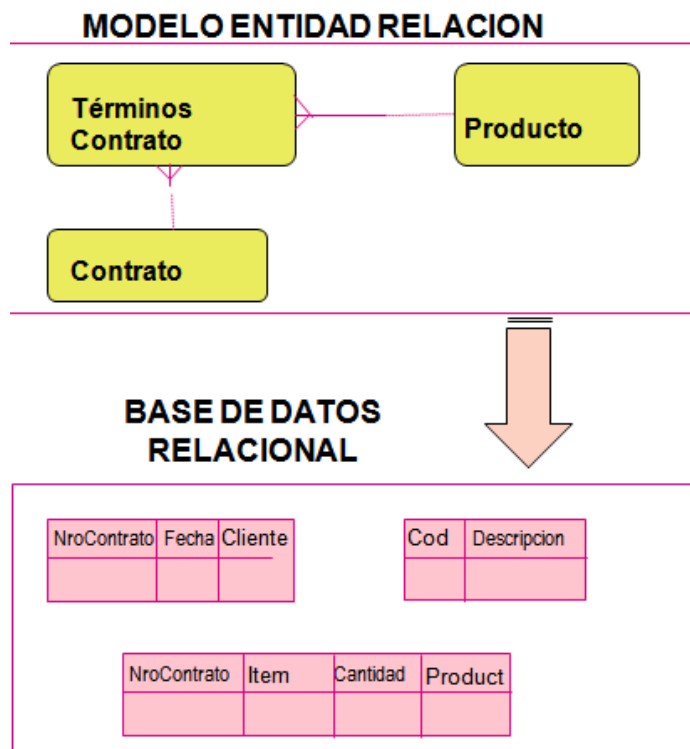 MODELO ENTIDAD RELACION
Términos
Contrato
Producto
Contrato
BASE DE DATOS
RELACIONAL
NroContrato Fecha Cliente
Cod Descripcion
NroContrato Item Cantidad Product